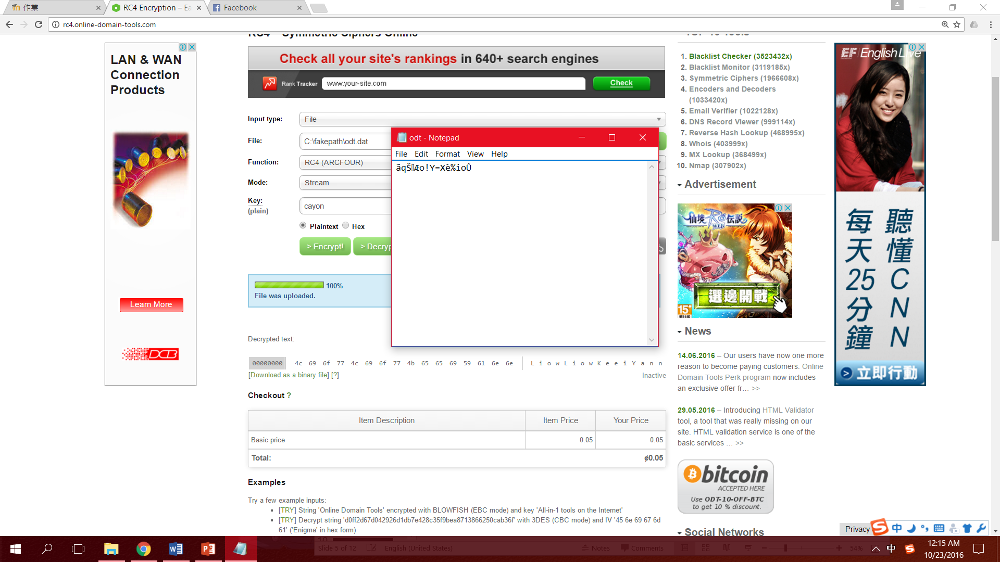 作業
RC4 Encryption – Ea
Facebook
rc4.online-domain-tools.com
LAN & WAN
Connection
Products
Learn More
DCB
Check all your site's rankings in 640+ search engines
Rank Tracker
www.your-site.com
Check
Input type:
File
File:
C:\fakepath\odt.dat
Function:
RC4 (ARCFOUR)
Mode:
Stream
Key:
(plain)
cayon
Plaintext
Hex
> Encrypt!
> Decryp
odt - Notepad
File Edit Format View Help
ãqŠ▯Æo!Y=Xè%ioÛ
100%
File was uploaded.
Decrypted text:
00000000 4c 69 6f 77 4c 69 6f 77 4b 65 65 69 59 61 6e 6e L i o w L i o w K e e i Y a n n
[Download as a binary file] [?]
Inactive
Checkout ?
Item Description Item Price Your Price
Basic price 0.05 0.05
Total: ¢0.05
Examples
Try a few example inputs:
[TRY] String 'Online Domain Tools' encrypted with BLOWFISH (EBC mode) and key 'All-in-1 tools on the Internet'
[TRY] Decrypt string 'd0ff2d67d042926d1db7e428c35f9bea8713866250cab36f' with 3DES (CBC mode) and IV '45 6e 69 67 6d
61' ('Enigma' in hex form)
1. Blacklist Checker (3523432x)
2. Blacklist Monitor (3119185x)
3. Symmetric Ciphers (1966608x)
4. Encoders and Decoders
(1033420x)
5. Email Verifier (1022128x)
6. DNS Record Viewer (999114x)
7. Reverse Hash Lookup (468995x)
8. Whois (403999x)
9. MX Lookup (368499x)
10. Nmap (307902x)
Advertisement
仙境RO伝説
WEB
選邊開戰
15+
News
14.06.2016 – Our users have now one more
reason to become paying customers. Online
Domain Tools Perk program now includes
an exclusive offer fr… >>
29.05.2016 – Introducing HTML Validator
tool, a tool that was really missing on our
site. HTML validation service is one of the
basic services … >>
bitcoin
ACCEPTED HERE
Use ODT-10-OFF-BTC
to get 10 % discount.
Social Networks
EF English Live
聽懂CNN
每天25分鐘
立即行動
Privacy
中
Slide 5 of 12
English (United States)
Notes
Comments
54%
中
12:15 AM
10/23/2016